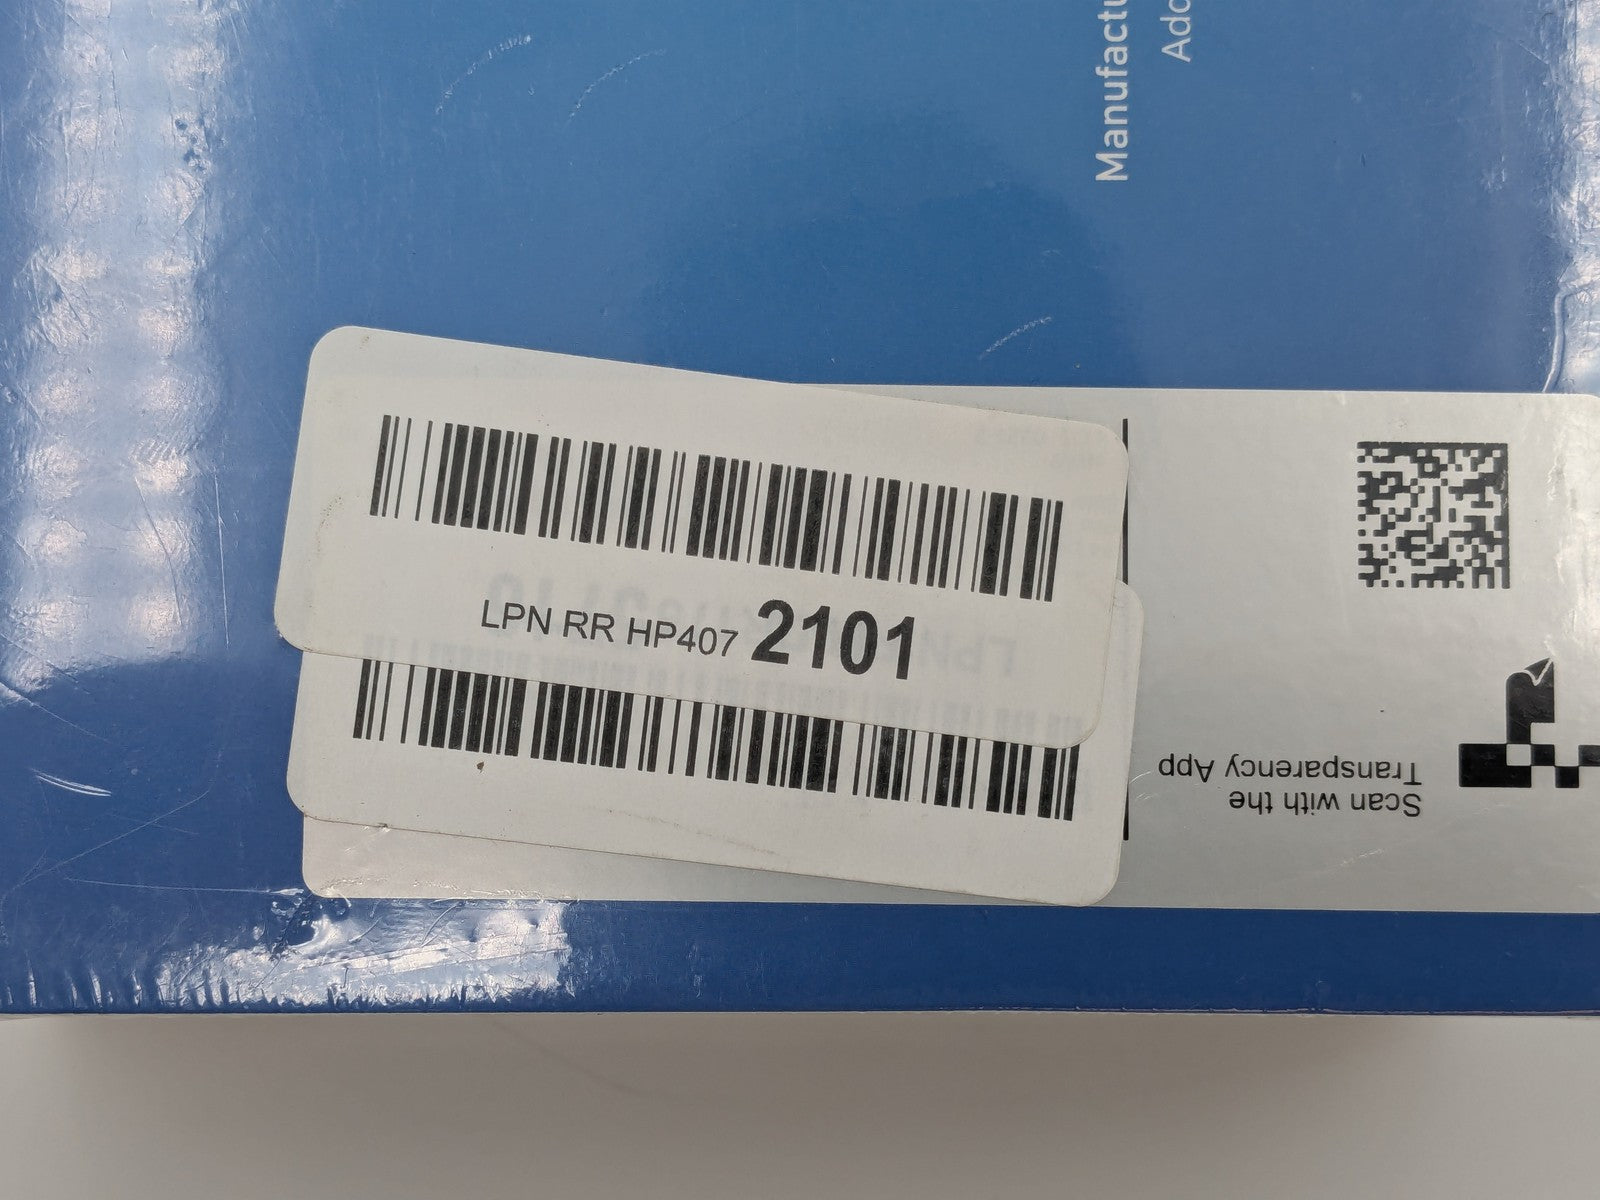 Manufactu
Add
LPN RR HP407 2101
Scan with the
Transparency App